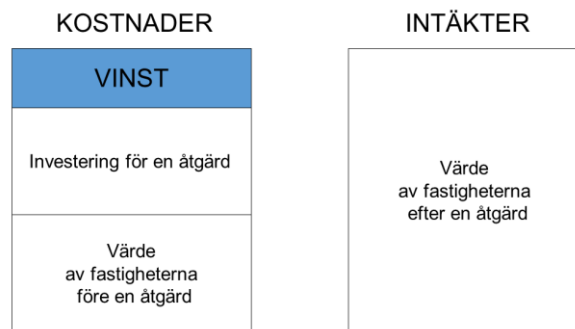 KOSTNADER
VINST
Investering för en åtgärd
Värde
av fastigheterna
före en åtgärd
INTÄKTER
Värde
av fastigheterna
efter en åtgärd